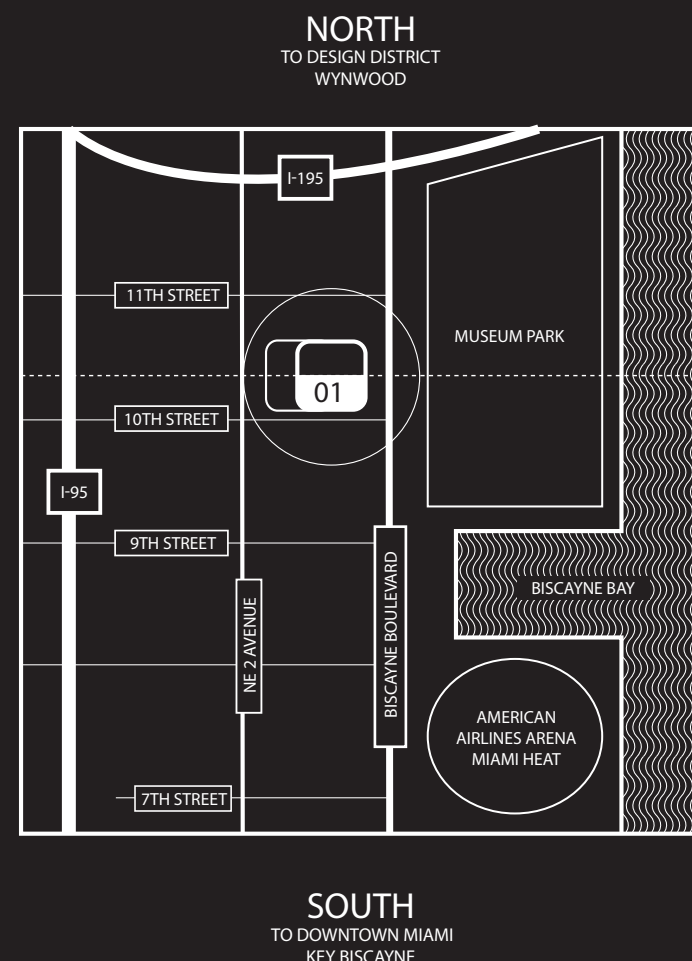 NORTH
TO DESIGN DISTRICT
WYNWOOD
I-195
11TH STREET
MUSEUM PARK
01
10TH STREET
I-95
9TH STREET
BISCAYNE BOULEVARD
BISCAYNE BAY
NE 2 AVENUE
AMERICAN
AIRLINES ARENA
MIAMI HEAT
7TH STREET
SOUTH
TO DOWNTOWN MIAMI
KEY BISCAYNE